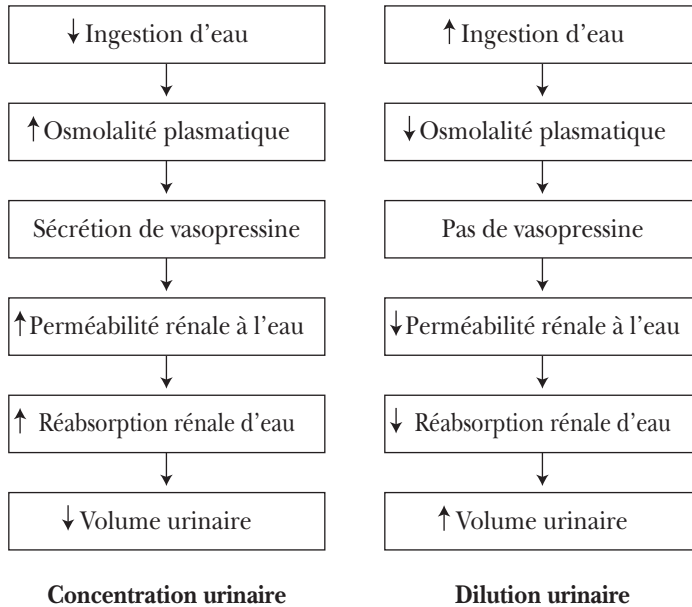 ↓ Ingestion d'eau
↑ Osmolalité plasmatique
Sécrétion de vasopressine
↑ Perméabilité rénale à l'eau
↑ Réabsorption rénale d'eau
↓ Volume urinaire
Concentration urinaire
↑ Ingestion d'eau
↓ Osmolalité plasmatique
Pas de vasopressine
↓ Perméabilité rénale à l'eau
↓ Réabsorption rénale d'eau
↑ Volume urinaire
Dilution urinaire